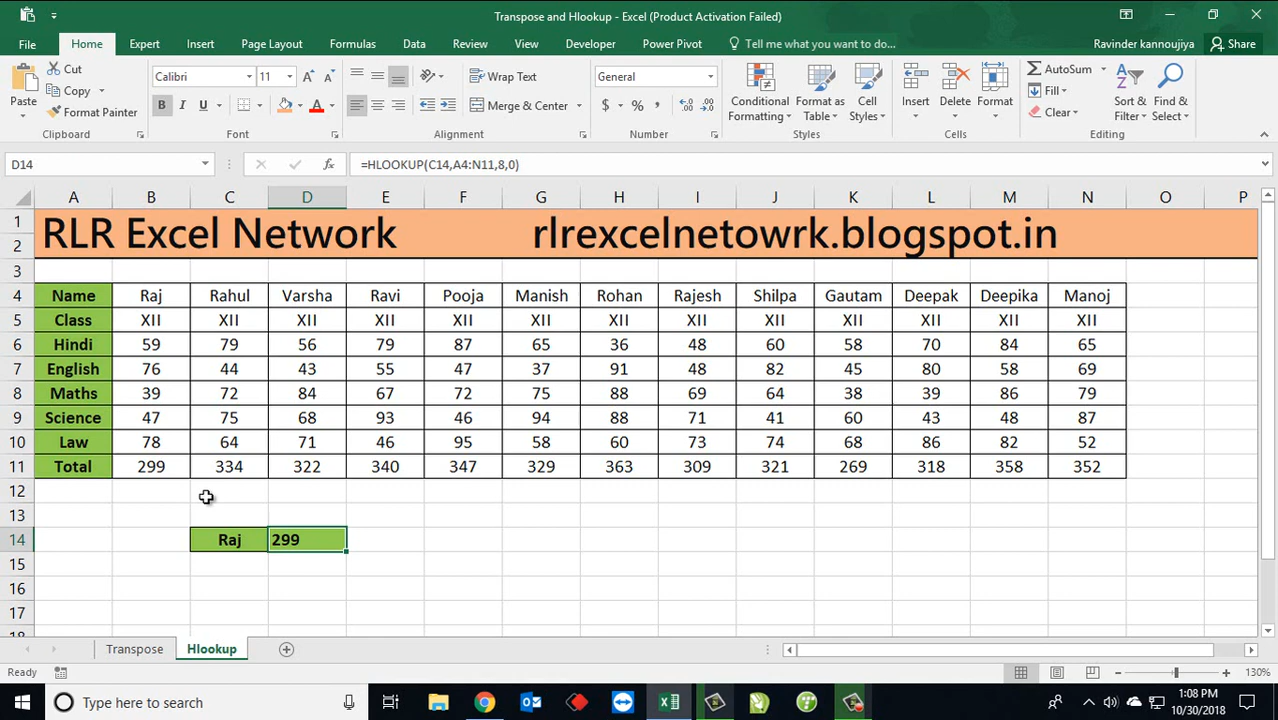 Transpose and Hlookup - Excel (Product Activation Failed)
File Home Expert Insert Page Layout Formulas Data Review View Developer Power Pivot Tell me what you want to do... Ravinder kannoujiya Share
Paste Cut Copy Format Painter Clipboard
Calibri 11 A A B I U A Font
Wrap Text Merge & Center Alignment
General $ % , Number
Conditional Formatting Format as Table Cell Styles Styles
Insert Delete Format Cells
AutoSum Fill Clear Sort & Filter Find & Select Editing
D14 fx =HLOOKUP(C14,A4:N11,8,0)
A B C D E F G H I J K L M N O P
1 RLR Excel Network rlrexcelnetowrk.blogspot.in
2
3
4 Name Raj Rahul Varsha Ravi Pooja Manish Rohan Rajesh Shilpa Gautam Deepak Deepika Manoj
5 Class XII XII XII XII XII XII XII XII XII XII XII XII XII
6 Hindi 59 79 56 79 87 65 36 48 60 58 70 84 65
7 English 76 44 43 55 47 37 91 48 82 45 80 58 69
8 Maths 39 72 84 67 72 75 88 69 64 38 39 86 79
9 Science 47 75 68 93 46 94 88 71 41 60 43 48 87
10 Law 78 64 71 46 95 58 60 73 74 68 86 82 52
11 Total 299 334 322 340 347 329 363 309 321 269 318 358 352
12
13
14 Raj 299
15
16
17
18
Transpose Hlookup
Ready 130%
Type here to search 1:08 PM
10/30/2018